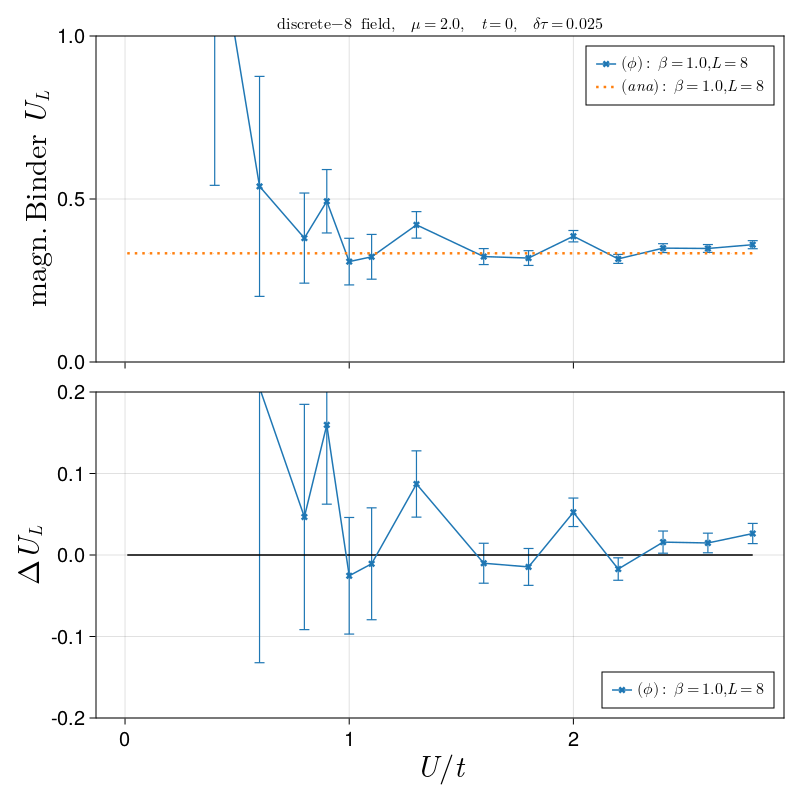 discrete−8 field, μ = 2.0, t = 0, δτ = 0.025
1.0
magn. Binder U_L
(ϕ) : β = 1.0, L = 8
(ana) : β = 1.0, L = 8
0.5
0.0
0.2
0.1
Δ U_L
0.0
-0.1
(ϕ) : β = 1.0, L = 8
-0.2
0 1 2
U/t